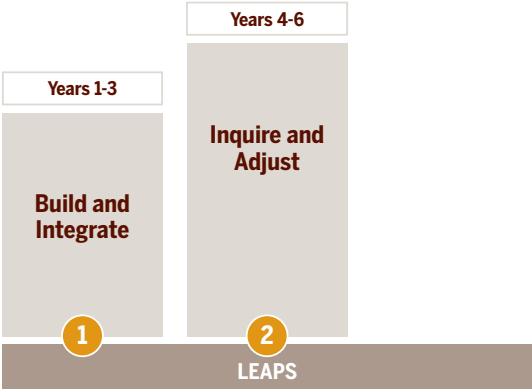 Years 1-3
Build and
Integrate
1
Years 4-6
Inquire and
Adjust
2
LEAPS